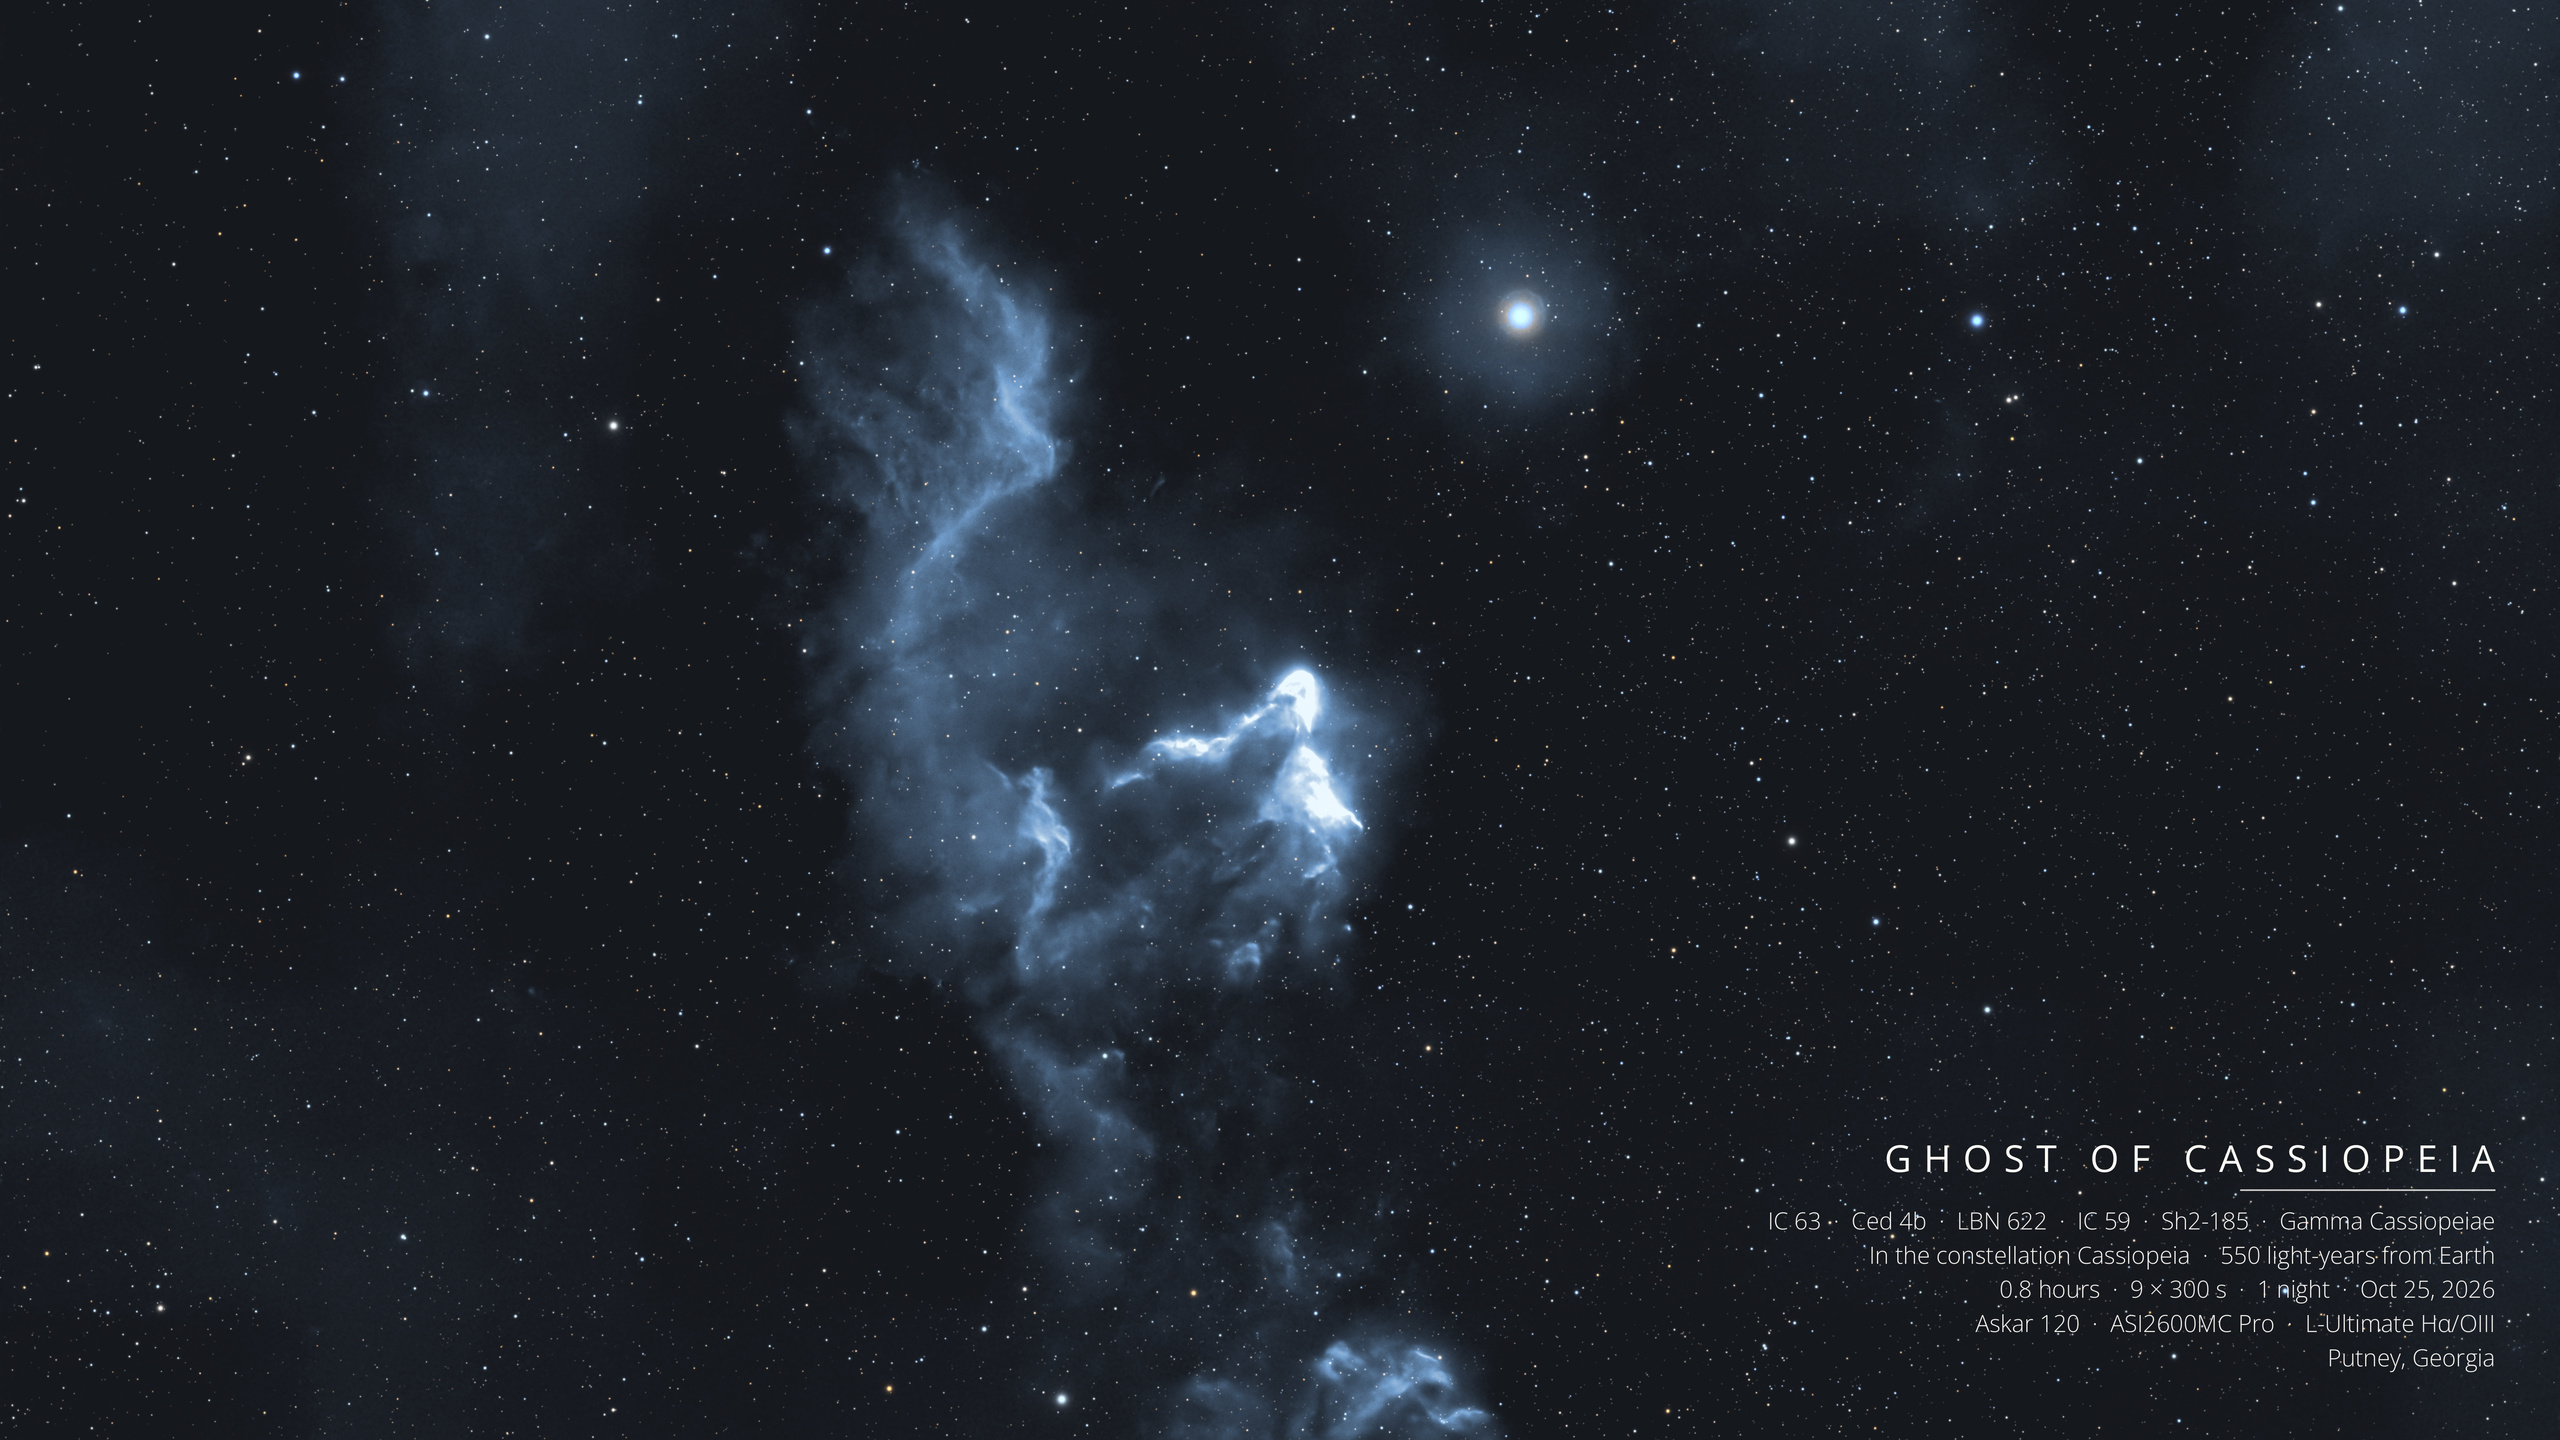 GHOST OF CASSIOPEIA
IC 63 · Ced 4b · LBN 622 · IC 59 · Sh2-185 · Gamma Cassiopeiae
In the constellation Cassiopeia · 550 light-years from Earth
0.8 hours · 9 × 300 s · 1 night · Oct 25, 2026
Askar 120 · ASI2600MC Pro · L-Ultimate Hα/OIII
Putney, Georgia